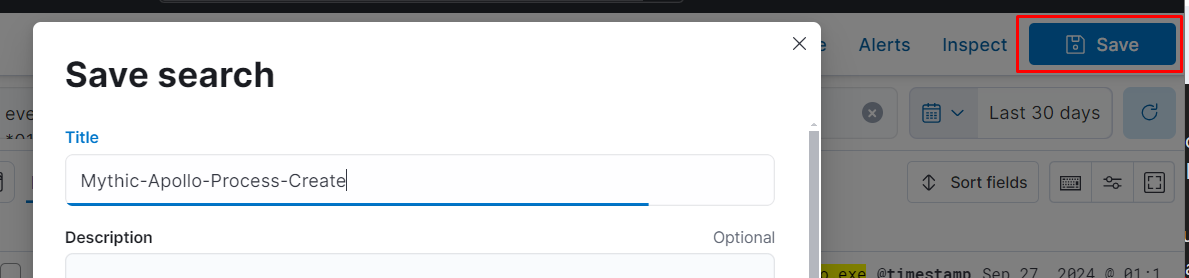 Alerts Inspect Save
Save search
eve
Last 30 days
Title
Mythic-Apollo-Process-Create
Sort fields
Description Optional
exe @timestamp Sep 27, 2024 @ 01:1